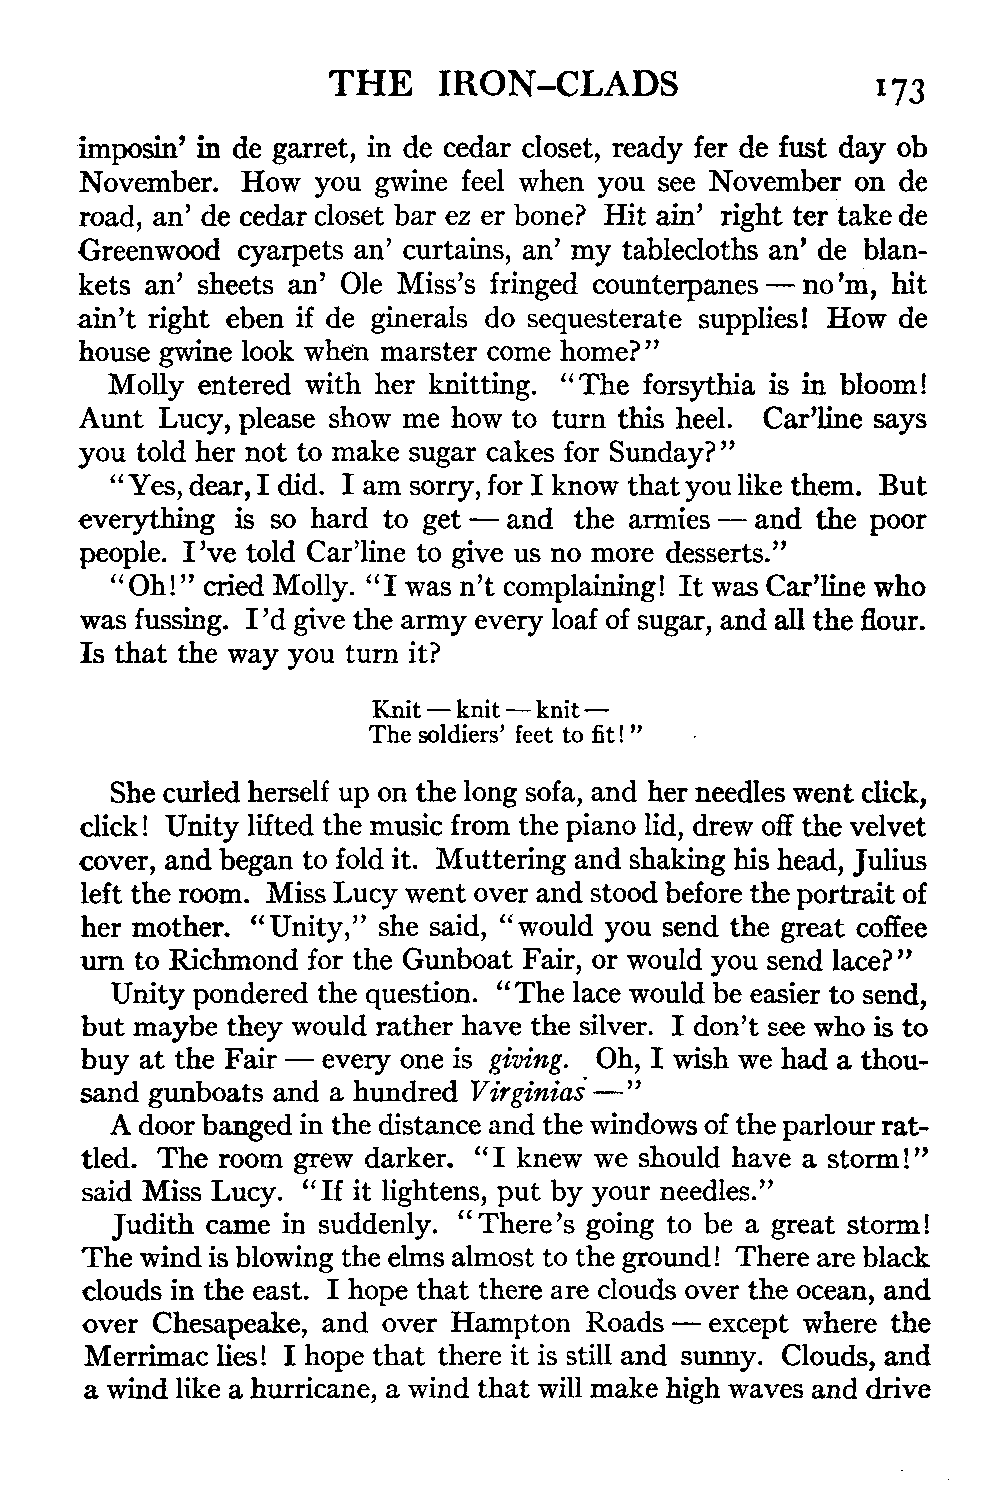 THE IRON-CLADS 173
imposin' in de garret, in de cedar closet, ready fer de fust day ob
November. How you gwine feel when you see November on de
road, an' de cedar closet bar ez er bone? Hit ain' right ter take de
Greenwood cyarpets an' curtains, an' my tablecloths an' de blan-
kets an' sheets an' Ole Miss's fringed counterpanes — no'm, hit
ain't right eben if de ginerals do sequesterate supplies! How de
house gwine look when marster come home?"
Molly entered with her knitting. "The forsythia is in bloom!
Aunt Lucy, please show me how to turn this heel. Car'line says
you told her not to make sugar cakes for Sunday?"
"Yes, dear, I did. I am sorry, for I know that you like them. But
everything is so hard to get — and the armies — and the poor
people. I've told Car'line to give us no more desserts."
"Oh!" cried Molly. "I was n't complaining! It was Car'line who
was fussing. I'd give the army every loaf of sugar, and all the flour.
Is that the way you turn it?
Knit — knit — knit —
The soldiers' feet to fit!"
She curled herself up on the long sofa, and her needles went click,
click! Unity lifted the music from the piano lid, drew off the velvet
cover, and began to fold it. Muttering and shaking his head, Julius
left the room. Miss Lucy went over and stood before the portrait of
her mother. "Unity," she said, "would you send the great coffee
urn to Richmond for the Gunboat Fair, or would you send lace?"
Unity pondered the question. "The lace would be easier to send,
but maybe they would rather have the silver. I don't see who is to
buy at the Fair — every one is giving. Oh, I wish we had a thou-
sand gunboats and a hundred Virginias —"
A door banged in the distance and the windows of the parlour rat-
tled. The room grew darker. "I knew we should have a storm!"
said Miss Lucy. "If it lightens, put by your needles."
Judith came in suddenly. "There's going to be a great storm!
The wind is blowing the elms almost to the ground! There are black
clouds in the east. I hope that there are clouds over the ocean, and
over Chesapeake, and over Hampton Roads — except where the
Merrimac lies! I hope that there it is still and sunny. Clouds, and
a wind like a hurricane, a wind that will make high waves and drive